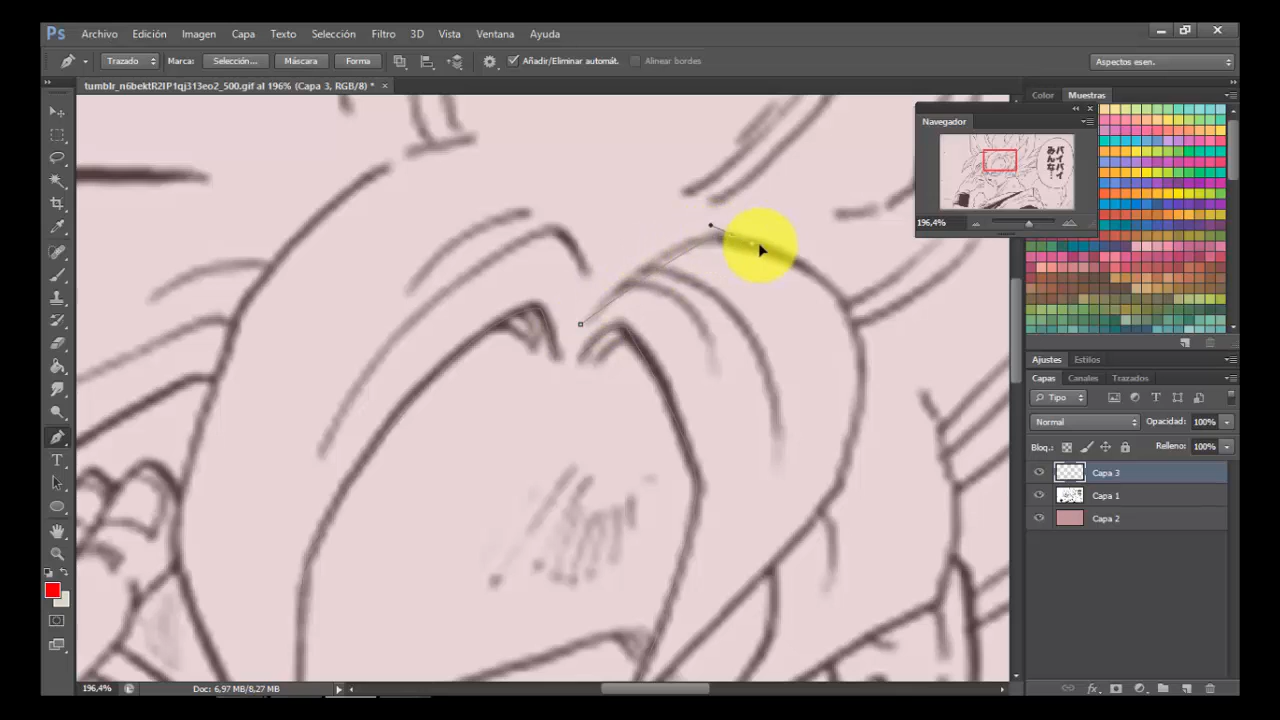 Ps Archivo Edición Imagen Capa Texto Selección Filtro 3D Vista Ventana Ayuda
Trazado Marca: Selección... Máscara Forma Añadir/Eliminar automát. Alinear bordes Aspectos esen.
tumblr_n6bektR2IP1qj313eo2_500.gif al 196% (Capa 3, RGB/8) *
Color Muestras
Navegador
バイバイ
みんな…
196,4%
Ajustes Estilos
Capas Canales Trazados
Tipo
Normal Opacidad: 100%
Bloq.: Relleno: 100%
Capa 3
Capa 1
Capa 2
196,4% Doc: 6,97 MB/8,27 MB